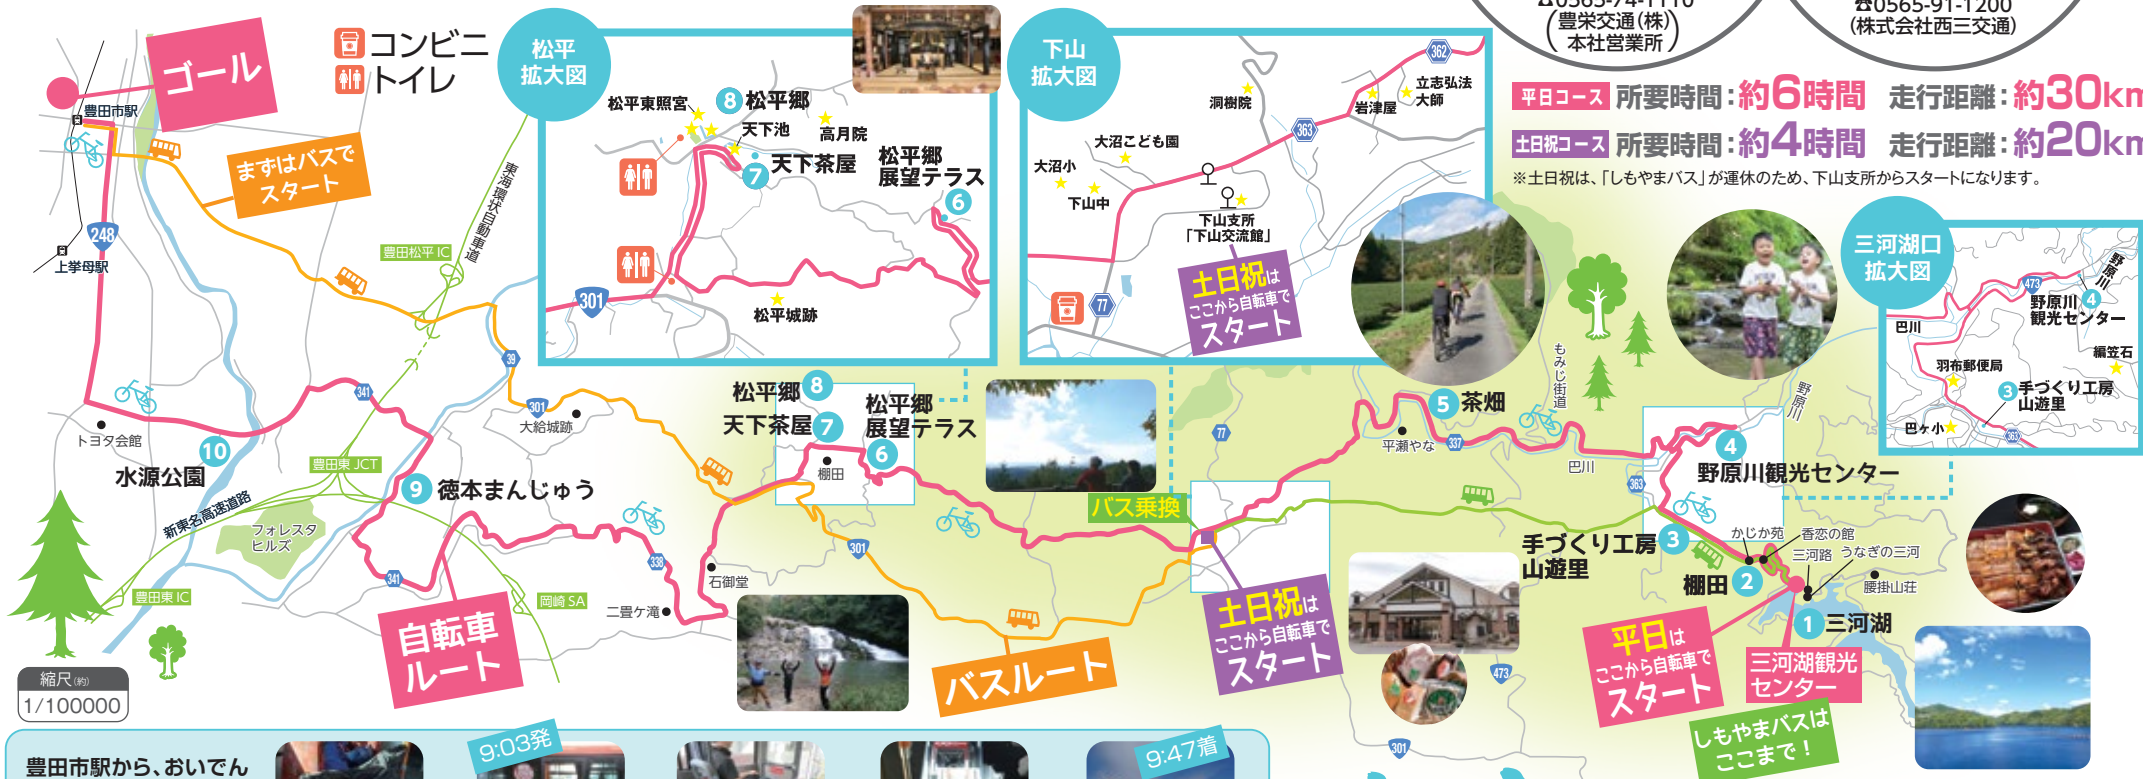 ☎0565-74-1110
(豊栄交通(株)
本社営業所)
☎0565-91-1200
(株式会社西三交通)
平日コース 所要時間：約6時間 走行距離：約30km
土日祝コース 所要時間：約4時間 走行距離：約20km
※土日祝は、「しもやまバス」が運休のため、下山支所からスタートになります。
ゴール
コンビニ
トイレ
豊田市駅
まずはバスで
スタート
248
上挙母駅
東海環状自動車道
豊田松平IC
松平
拡大図
松平東照宮
8 松平郷
天下池
高月院
7 天下茶屋
松平郷
展望テラス
6
301
松平城跡
下山
拡大図
362
立志弘法
大師
岩津屋
洞樹院
363
大沼こども園
大沼小
下山中
下山支所
「下山交流館」
77
土日祝は
ここから自転車で
スタート
三河湖口
拡大図
野原川
473
野原川 4
観光センター
巴川
羽布郵便局
編笠石
3 手づくり工房
山遊里
巴ヶ小
363
39
341
301
大給城跡
トヨタ会館
10
水源公園
豊田東JCT
9 徳本まんじゅう
新東名高速道路
フォレスタ
ヒルズ
豊田東IC
341
自転車
ルート
岡崎SA
338
二畳ケ滝
石御堂
松平郷 8
天下茶屋 7
松平郷
展望テラス
6
棚田
301
バスルート
バス乗換
77
土日祝は
ここから自転車で
スタート
5 茶畑
平瀬やな
337
もみじ街道
巴川
野原川
4
野原川観光センター
363
手づくり工房 3
山遊里
かじか苑
香恋の館
三河路
うなぎの三河
棚田 2
腰掛山荘
1 三河湖
平日は
ここから自転車で
スタート
三河湖観光
センター
しもやまバスは
ここまで！
473
301
縮尺(約)
1/100000
豊田市駅から、おいでん
9:03発
9:47着